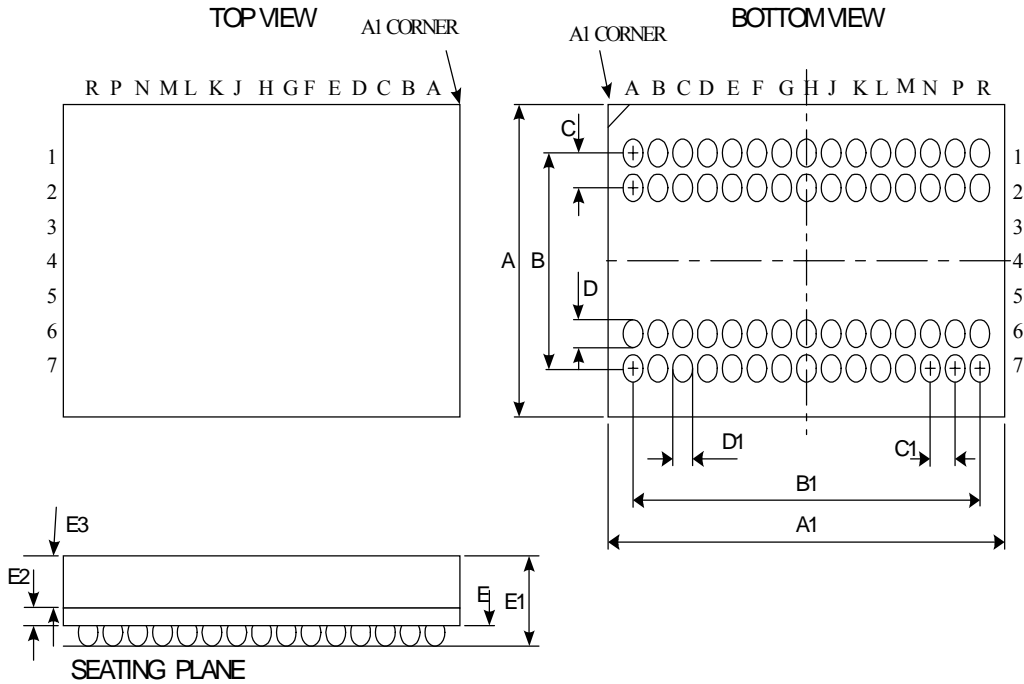 TOP VIEW
A1 CORNER
R P N M L K J H G F E D C B A
1
2
3
4
5
6
7
BOTTOM VIEW
A1 CORNER
A B C D E F G H J K L M N P R
1
2
3
4
5
6
7
C
A
B
D
D1
C1
B1
A1
E3
E2
E
E1
SEATING PLANE